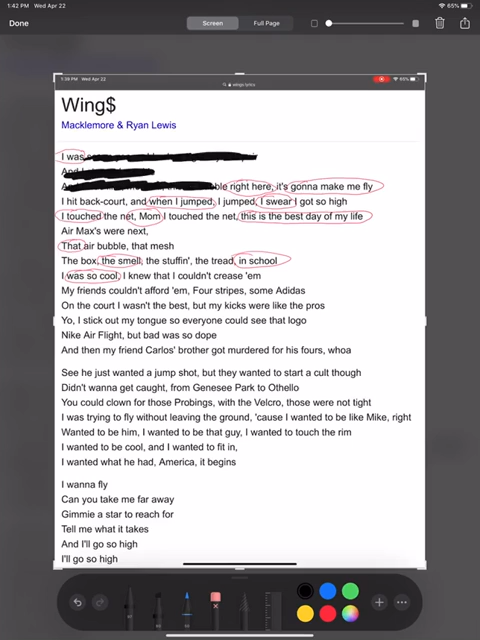 1:42 PM Wed Apr 22
65%
Done
Screen
Full Page
1:39 PM Wed Apr 22
66%
wings lyrics
Wing$
Macklemore & Ryan Lewis
I was
And
ble right here, it's gonna make me fly
I hit back-court, and when I jumped, I jumped, I swear I got so high
I touched the net, Mom I touched the net, this is the best day of my life
Air Max's were next,
That air bubble, that mesh
The box, the smell, the stuffin', the tread, in school
I was so cool, I knew that I couldn't crease 'em
My friends couldn't afford 'em, Four stripes, some Adidas
On the court I wasn't the best, but my kicks were like the pros
Yo, I stick out my tongue so everyone could see that logo
Nike Air Flight, but bad was so dope
And then my friend Carlos' brother got murdered for his fours, whoa
See he just wanted a jump shot, but they wanted to start a cult though
Didn't wanna get caught, from Genesee Park to Othello
You could clown for those Probings, with the Velcro, those were not tight
I was trying to fly without leaving the ground, 'cause I wanted to be like Mike, right
Wanted to be him, I wanted to be that guy, I wanted to touch the rim
I wanted to be cool, and I wanted to fit in,
I wanted what he had, America, it begins
I wanna fly
Can you take me far away
Gimmie a star to reach for
Tell me what it takes
And I'll go so high
I'll go so high